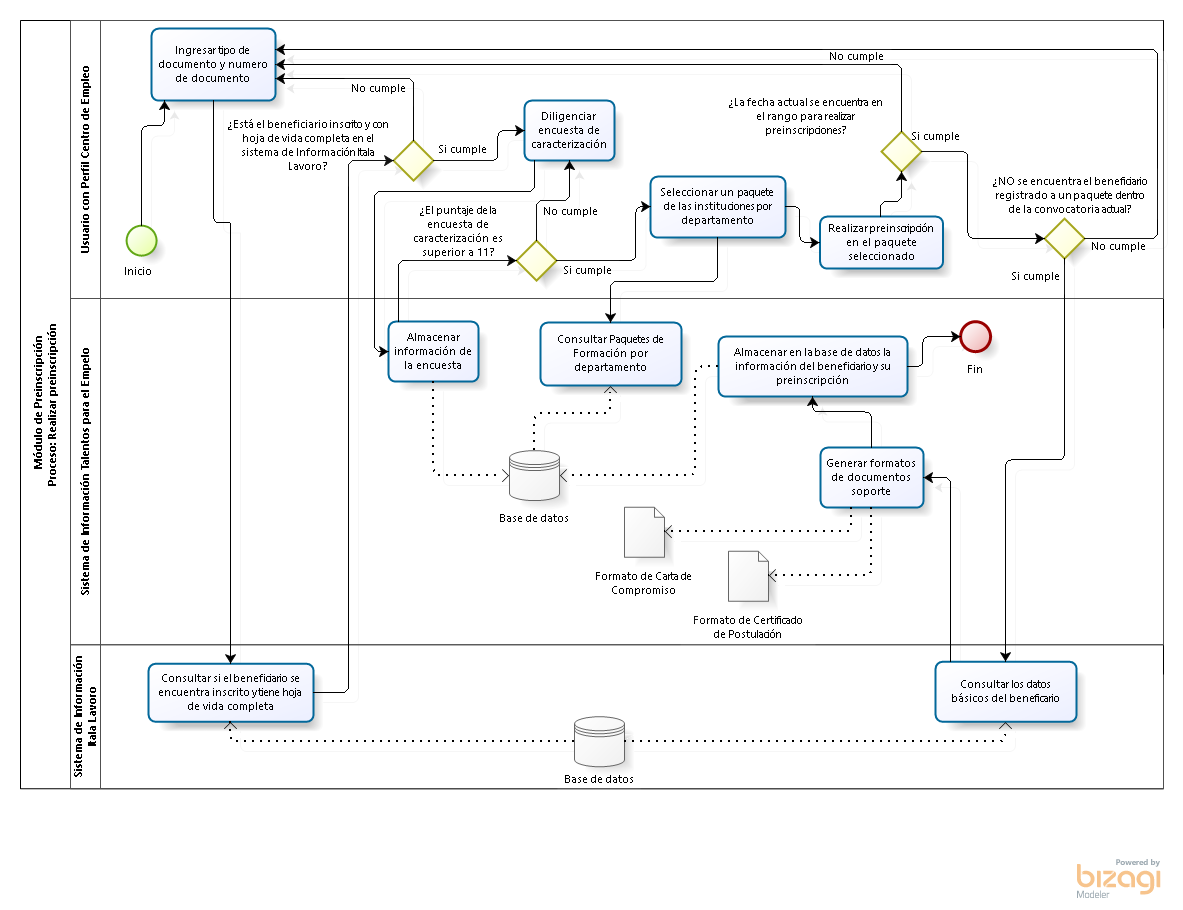 Módulo de Preinscripción
Proceso: Realizar preinscripción
Usuario con Perfil Centro de Empleo
Ingresar tipo de
documento y numero
de documento
Inicio
¿Está el beneficiario inscrito y con
hoja de vida completa en el
sistema de Información Itala
Lavoro?
No cumple
Si cumple
Diligenciar
encuesta de
caracterización
¿El puntaje de la
encuesta de
caracterización es
superior a 11?
No cumple
Si cumple
Seleccionar un paquete
de las instituciones por
departamento
Realizar preinscripción
en el paquete
seleccionado
¿La fecha actual se encuentra en
el rango para realizar
preinscripciones?
No cumple
Si cumple
¿NO se encuentra el beneficiario
registrado a un paquete dentro
de la convocatoria actual?
No cumple
Si cumple
Sistema de Información Talentos para el Empelo
Almacenar
información de
la encuesta
Consultar Paquetes de
Formación por
departamento
Almacenar en la base de datos la
información del beneficiario y su
preinscripción
Fin
Generar formatos
de documentos
soporte
Base de datos
Formato de Carta de
Compromiso
Formato de Certificado
de Postulación
Sistema de Información
Itala Lavoro
Consultar si el beneficiario se
encuentra inscrito y tiene hoja
de vida completa
Base de datos
Consultar los datos
básicos del beneficario
Powered by
bizagi
Modeler